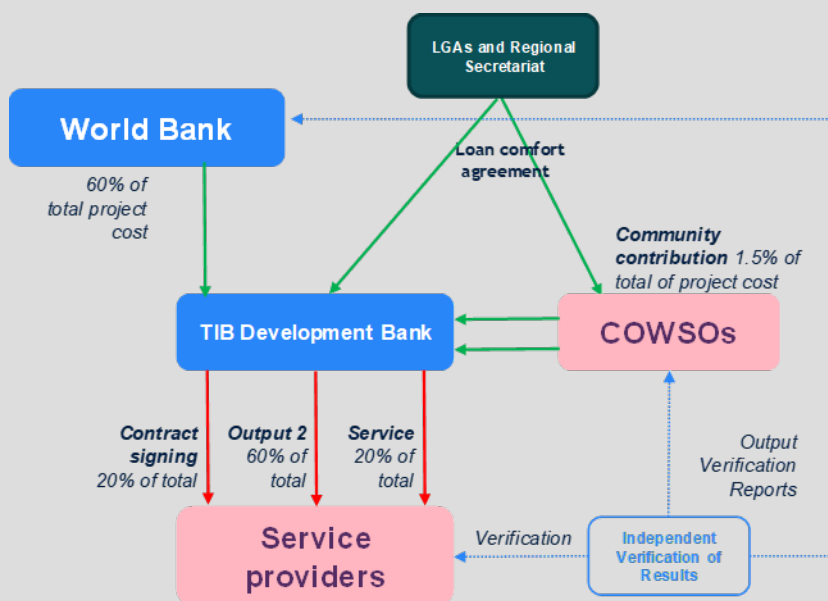 LGAs and Regional
Secretariat
World Bank
Loan comfort
agreement
60% of
total project
cost
Community
contribution 1.5% of
total of project cost
TIB Development Bank
COWSOs
Contract
signing
20% of total
Output 2
60% of
total
Service
20% of
total
Output
Verification
Reports
Service
providers
Verification
Independent
Verification of
Results